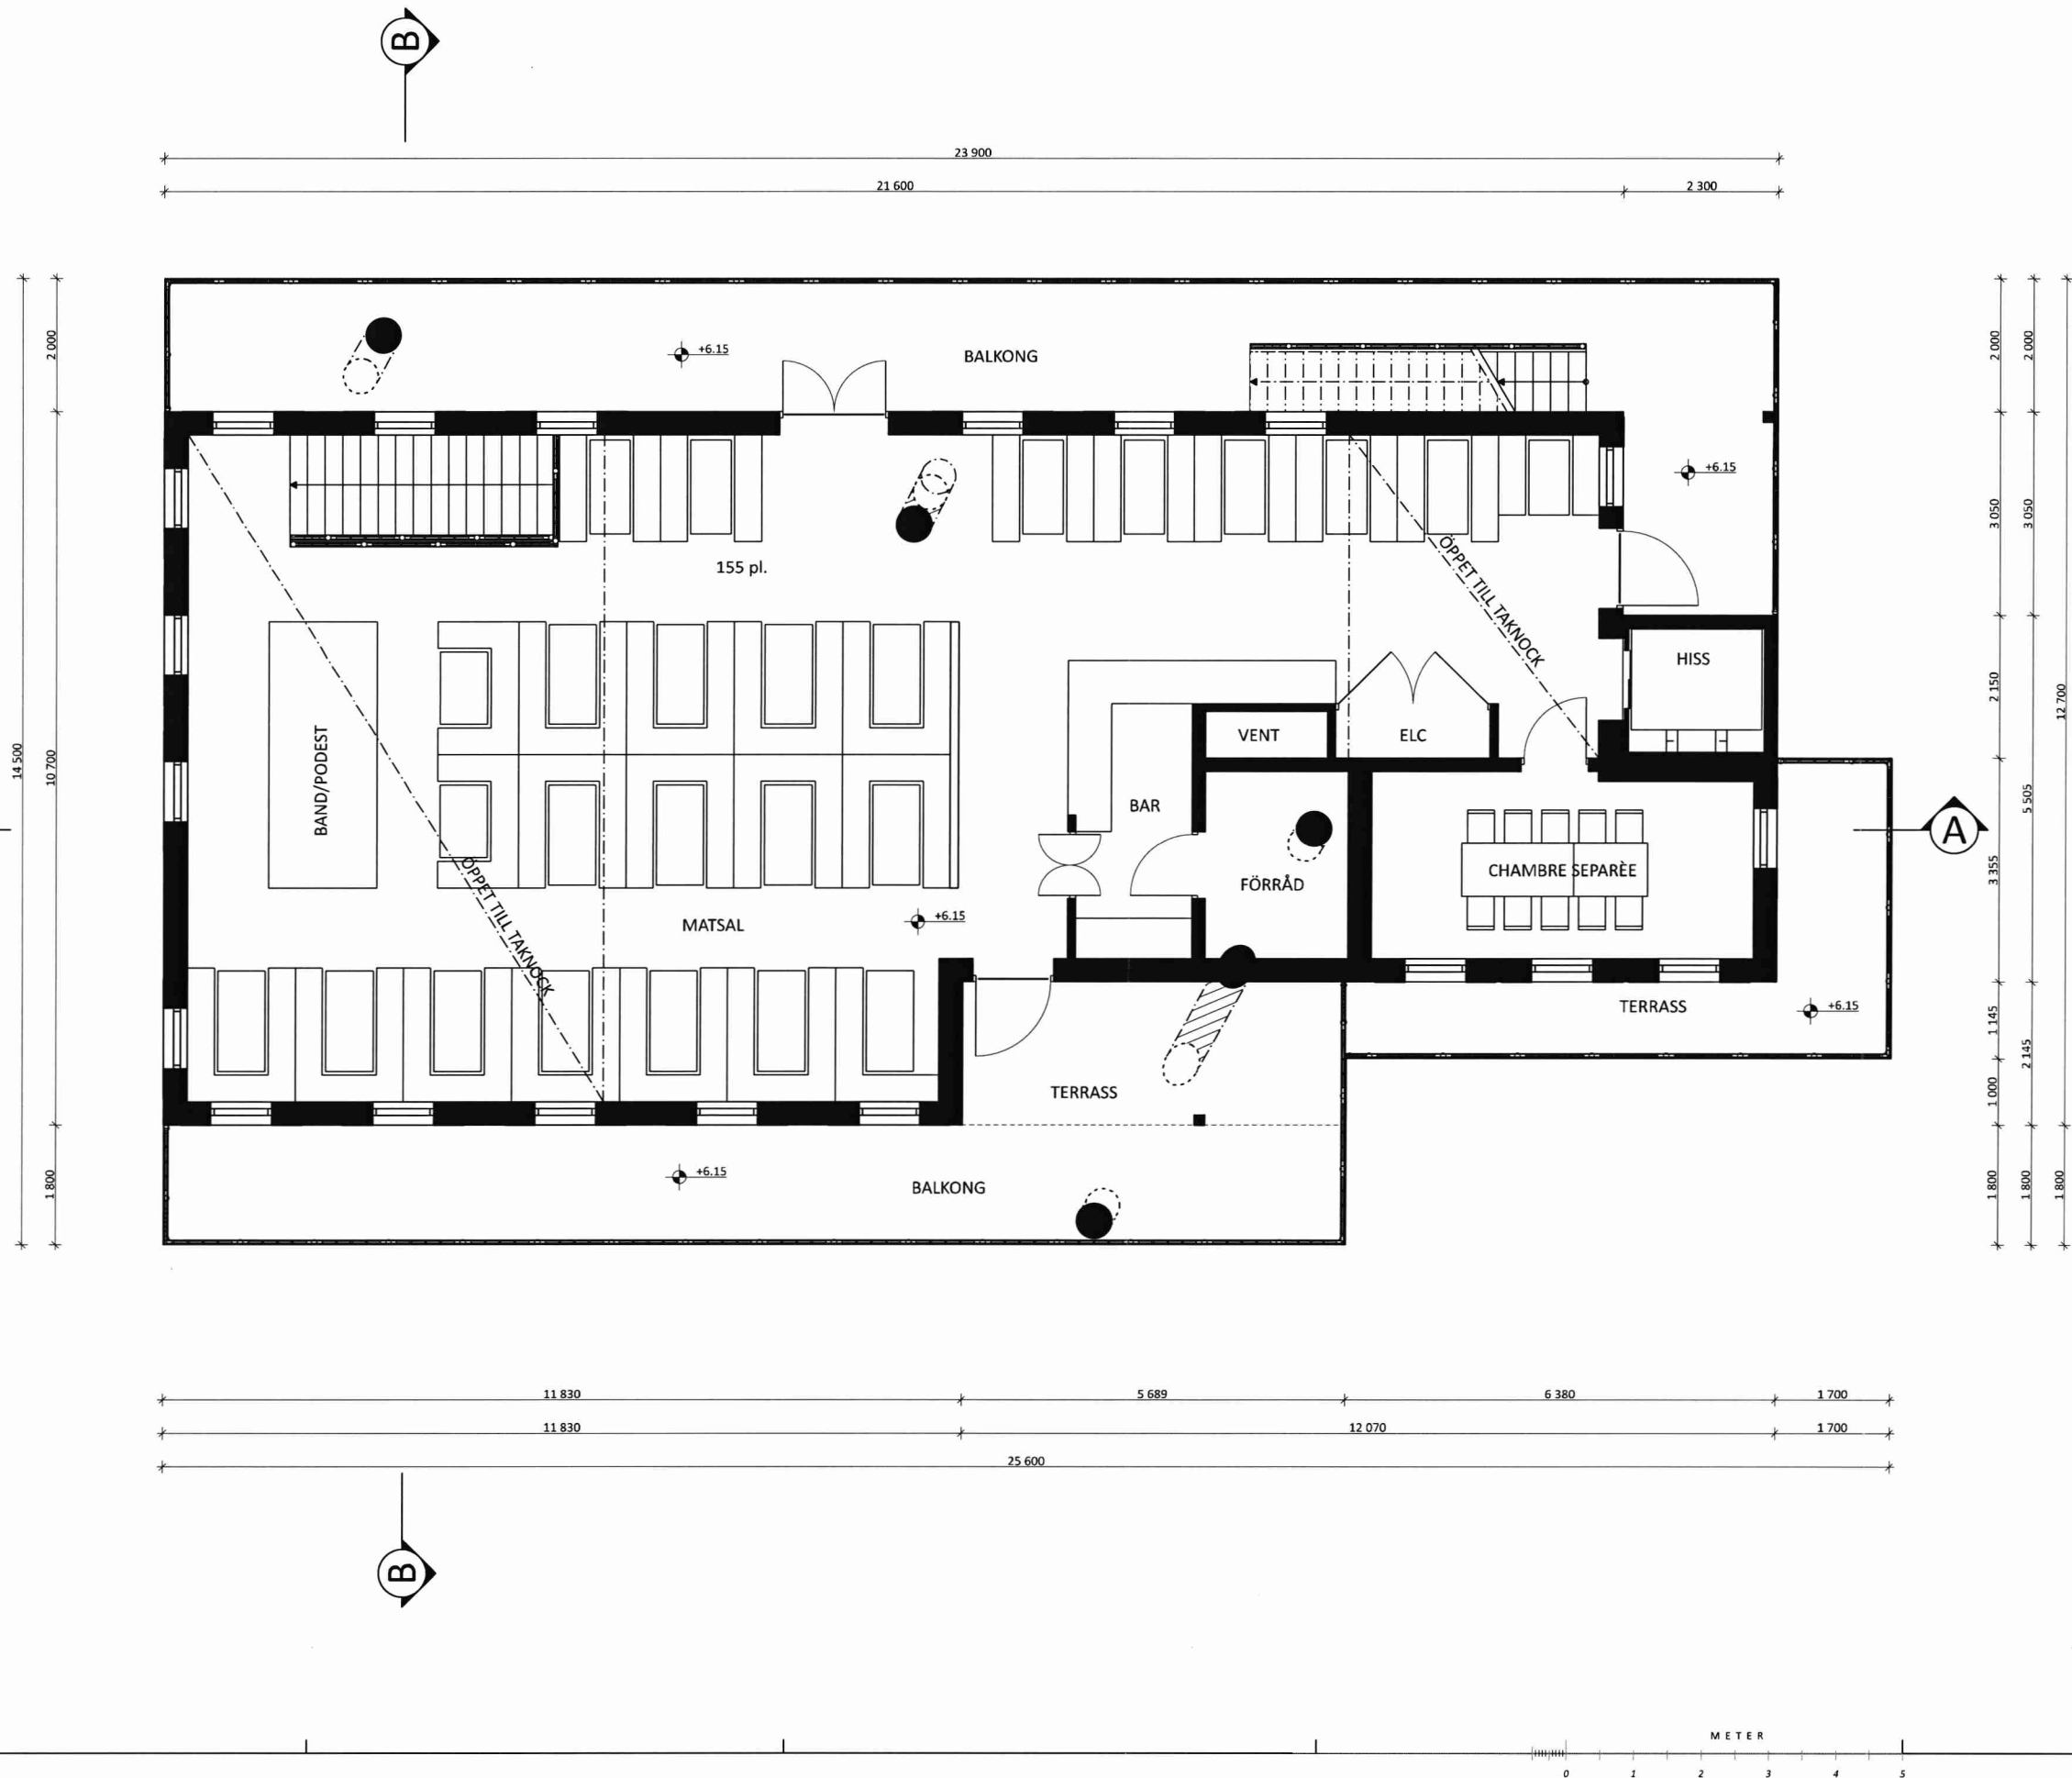 B
23 900
21 600
2 300
2 000
2 000
2 000
+6.15
BALKONG
+6.15
3 050
3 050
155 pl.
ÖPPET TILL TAKNOCK
HISS
2 150
12 700
14 500
10 700
VENT
ELC
BAND/PODEST
BAR
5 505
A
3 355
CHAMBRE SEPARÈE
FÖRRÅD
ÖPPET TILL TAKNOCK
MATSAL
+6.15
TERRASS
+6.15
1 145
2 145
TERRASS
1 000
+6.15
BALKONG
1 800
1 800
1 800
1 800
11 830
5 689
6 380
1 700
11 830
12 070
1 700
25 600
B
METER
0
1
2
3
4
5